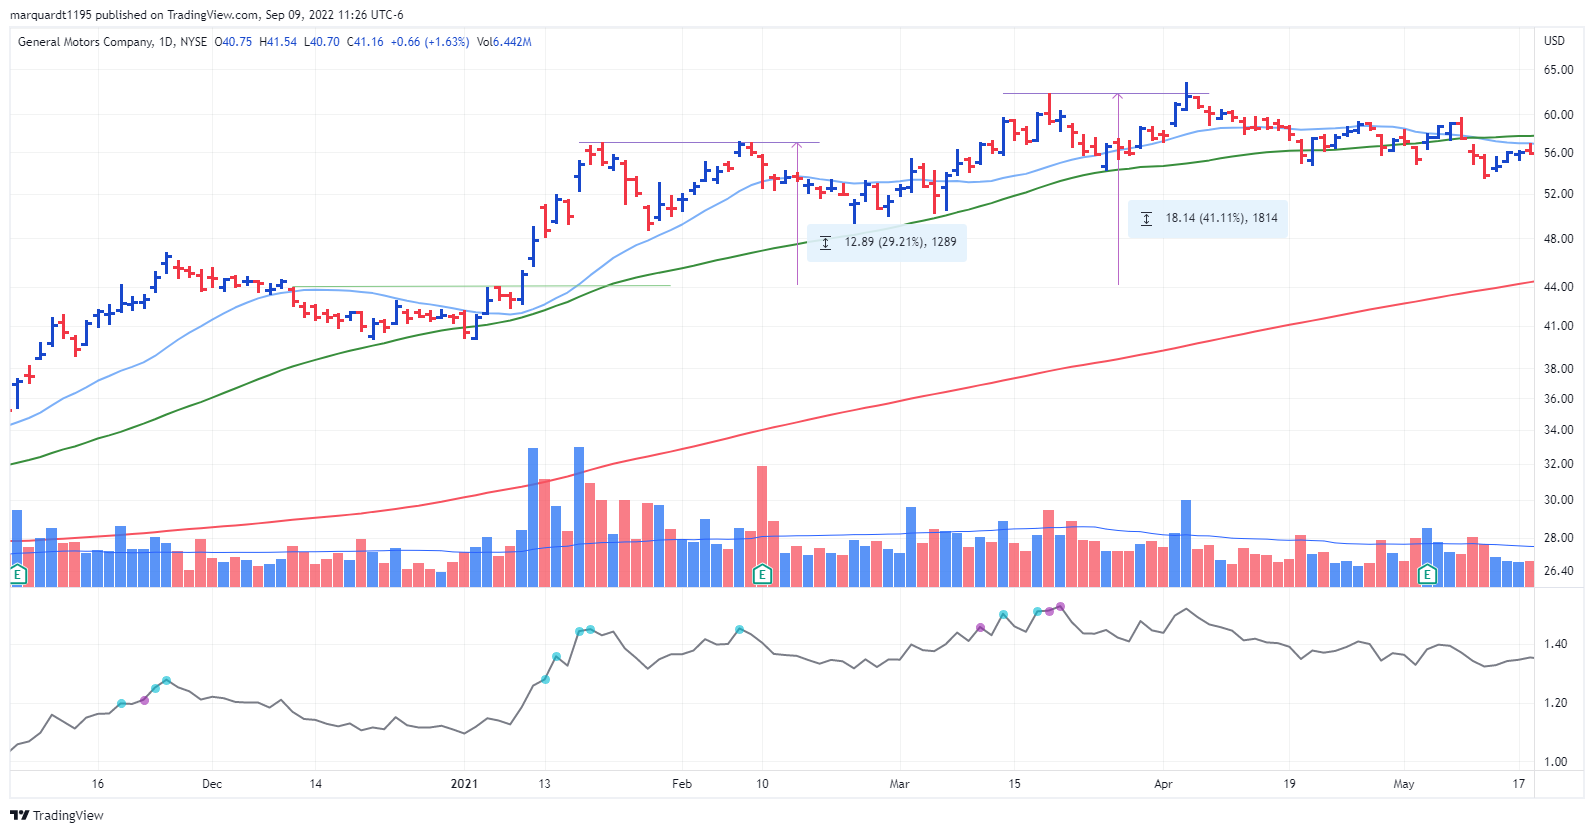 marquardt1195 published on TradingView.com, Sep 09, 2022 11:26 UTC-6
General Motors Company, 1D, NYSE O40.75 H41.54 L40.70 C41.16 +0.66 (+1.63%) Vol6.442M
USD
65.00
60.00
56.00
52.00
48.00
44.00
41.00
38.00
36.00
34.00
32.00
30.00
28.00
26.40
1.40
1.20
1.00
18.14 (41.11%), 1814
12.89 (29.21%), 1289
E
E
E
16 Dec 14 2021 13 Feb 10 Mar 15 Apr 19 May 17
TradingView